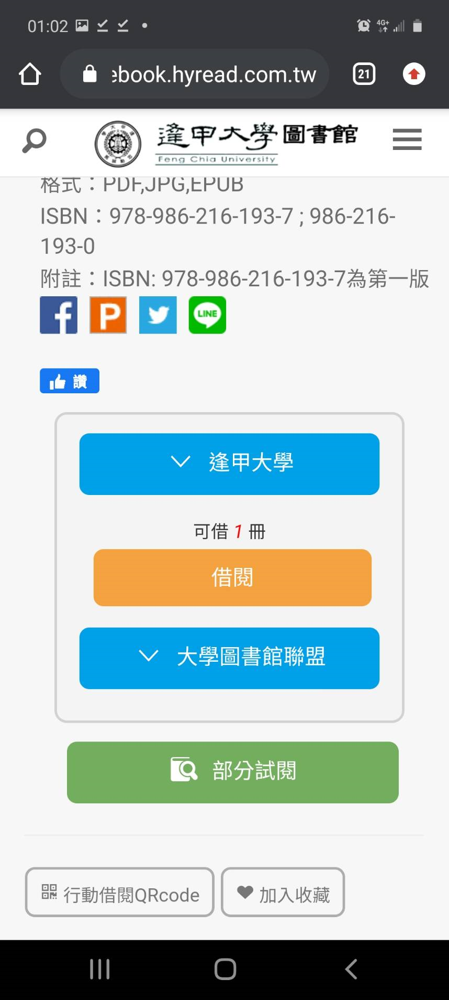 01:02
4G+
ebook.hyread.com.tw
21
逢甲大學圖書館
Feng Chia University
格式：PDF,JPG,EPUB
ISBN：978-986-216-193-7 ; 986-216-
193-0
附註：ISBN: 978-986-216-193-7為第一版
f P LINE
讚
逢甲大學
可借 1 冊
借閱
大學圖書館聯盟
部分試閱
行動借閱QRcode
加入收藏